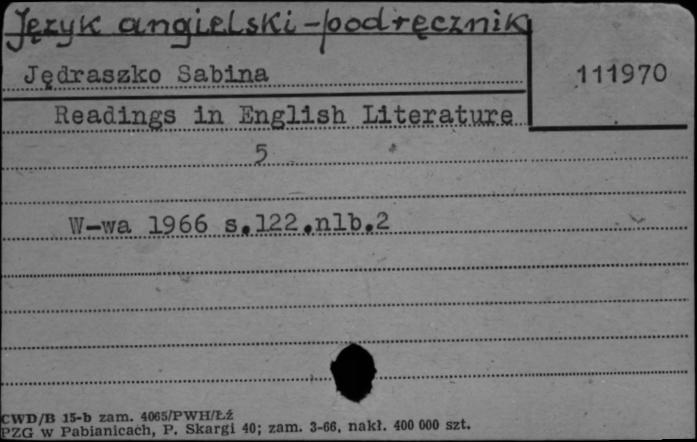 Język angielski - podręcznik
Jędraszko Sabina
111970
Readings in English Literature
5
W-wa 1966 s.122.nlb.2
CWD/B 15-b zam. 4065/PWH/Łź
PZG w Pabianicach, P. Skargi 40; zam. 3-66, nakł. 400 000 szt.